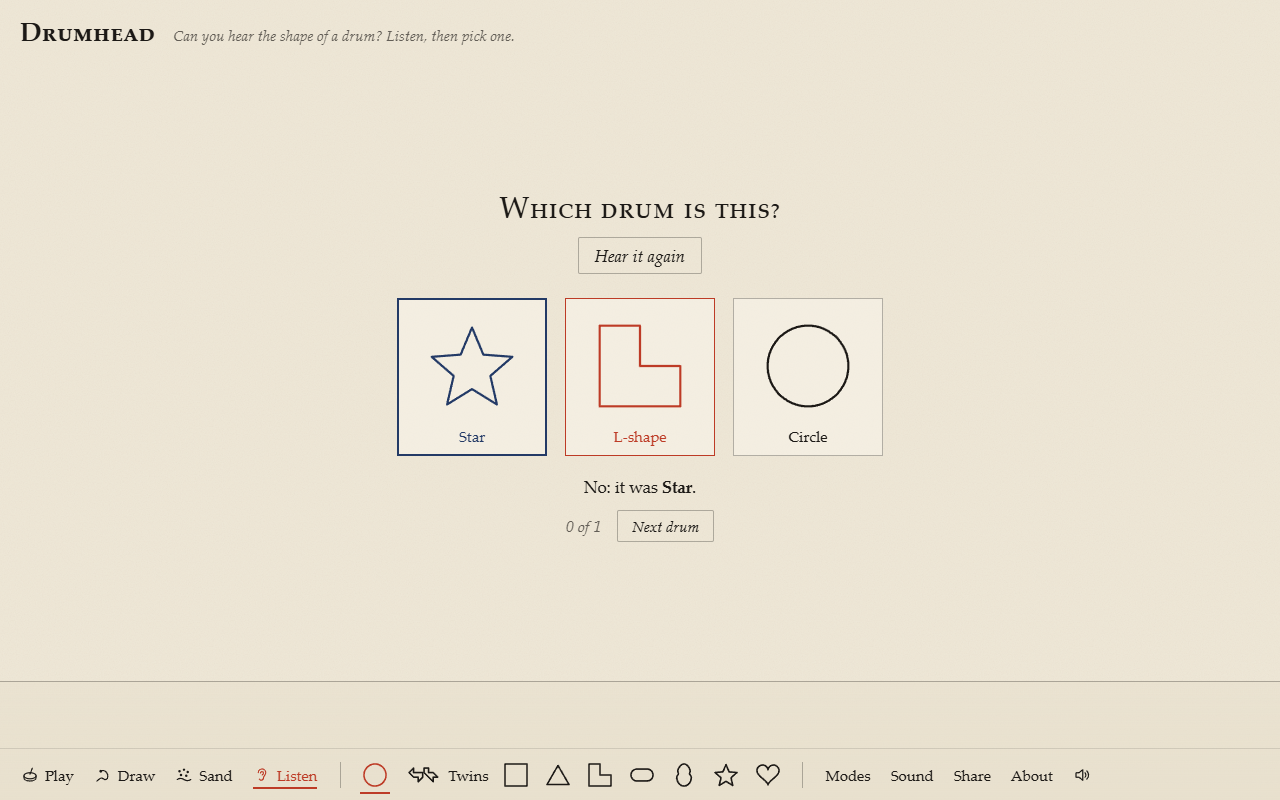 Drumhead Can you hear the shape of a drum? Listen, then pick one.
Which drum is this?
Hear it again
Star L-shape Circle
No: it was Star.
0 of 1 Next drum
Play Draw Sand Listen Twins Modes Sound Share About